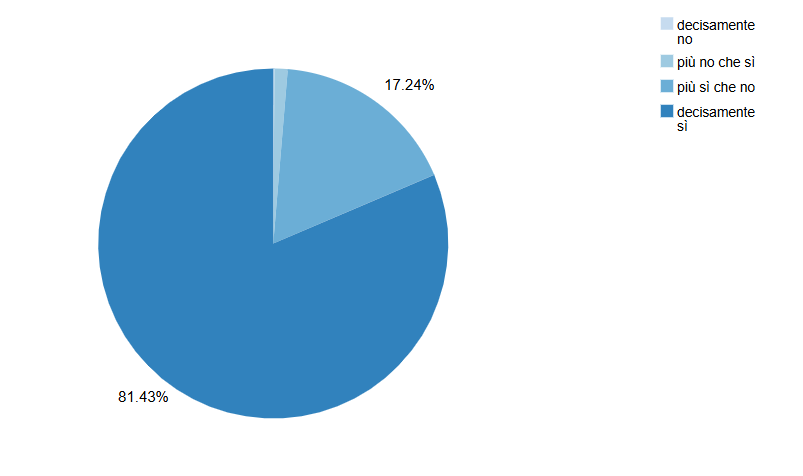 decisamente
no
più no che sì
più sì che no
decisamente
sì
17.24%
81.43%